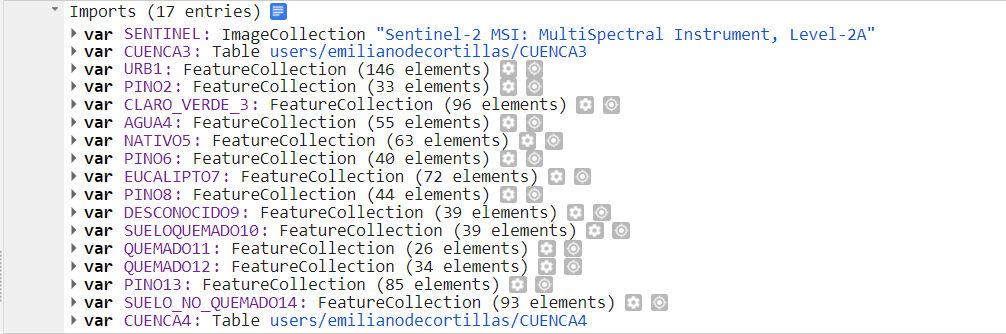 Imports (17 entries)
var SENTINEL: ImageCollection "Sentinel-2 MSI: MultiSpectral Instrument, Level-2A"
var CUENCA3: Table users/emilianodecortillas/CUENCA3
var URB1: FeatureCollection (146 elements)
var PINO2: FeatureCollection (33 elements)
var CLARO_VERDE_3: FeatureCollection (96 elements)
var AGUA4: FeatureCollection (55 elements)
var NATIVO5: FeatureCollection (63 elements)
var PINO6: FeatureCollection (40 elements)
var EUCALIPTO7: FeatureCollection (72 elements)
var PINO8: FeatureCollection (44 elements)
var DESCONOCIDO9: FeatureCollection (39 elements)
var SUELOQUEMADO10: FeatureCollection (39 elements)
var QUEMADO11: FeatureCollection (26 elements)
var QUEMADO12: FeatureCollection (34 elements)
var PINO13: FeatureCollection (85 elements)
var SUELO_NO_QUEMADO14: FeatureCollection (93 elements)
var CUENCA4: Table users/emilianodecortillas/CUENCA4